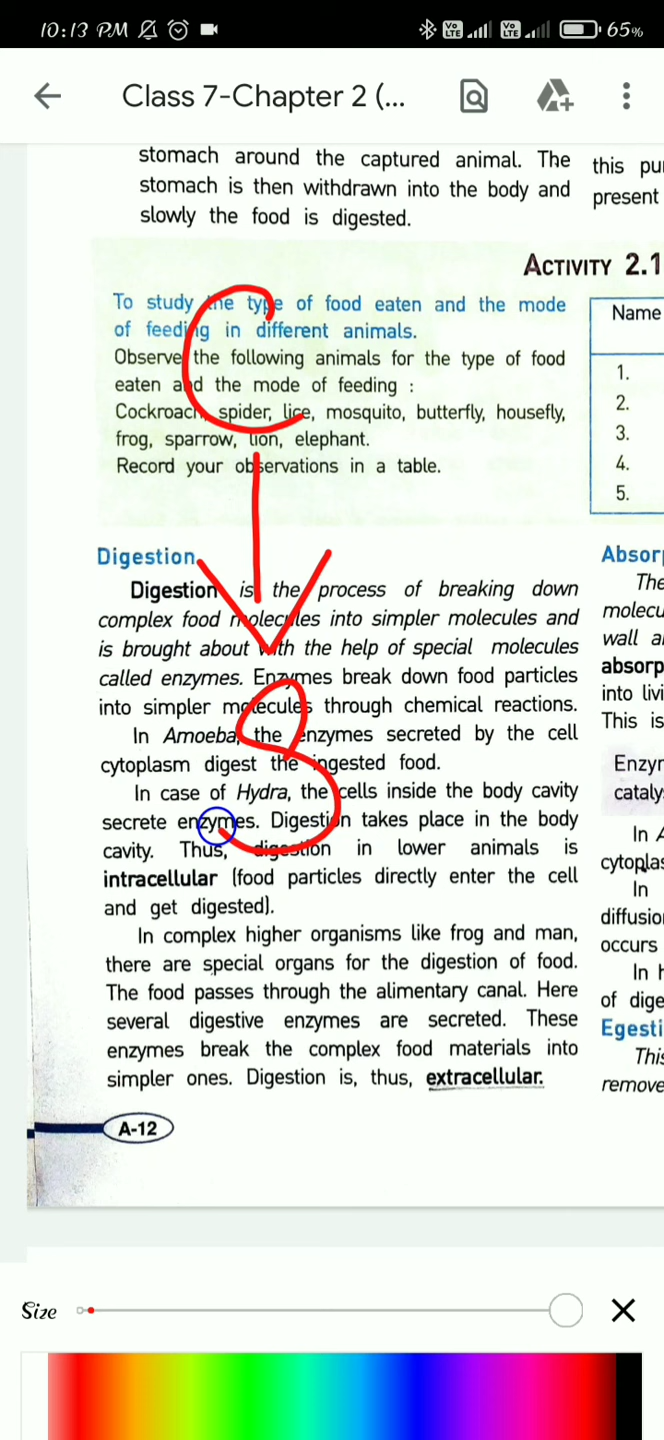 10:13 PM
Vo LTE
Vo LTE
65%
Class 7-Chapter 2 (...
stomach around the captured animal. The
stomach is then withdrawn into the body and
slowly the food is digested.
this pu
present
ACTIVITY 2.1
To study the type of food eaten and the mode
of feeding in different animals.
Observe the following animals for the type of food
eaten and the mode of feeding :
Cockroach, spider, lice, mosquito, butterfly, housefly,
frog, sparrow, lion, elephant.
Record your observations in a table.
Name
1.
2.
3.
4.
5.
C
3
Digestion
Digestion is the process of breaking down
complex food molecules into simpler molecules and
is brought about with the help of special molecules
called enzymes. Enzymes break down food particles
into simpler molecules through chemical reactions.
In Amoeba, the enzymes secreted by the cell
cytoplasm digest the ingested food.
In case of Hydra, the cells inside the body cavity
secrete enzymes. Digestion takes place in the body
cavity. Thus, digestion in lower animals is
intracellular (food particles directly enter the cell
and get digested).
In complex higher organisms like frog and man,
there are special organs for the digestion of food.
The food passes through the alimentary canal. Here
several digestive enzymes are secreted. These
enzymes break the complex food materials into
simpler ones. Digestion is, thus, extracellular.
A-12
Absorp
The
molecu
wall a
absorp
into livi
This is
Enzyr
cataly
In A
cytoplas
In
diffusio
occurs
In h
of dige
Egesti
This
remove
Size